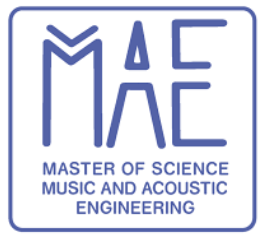 MAE
MASTER OF SCIENCE
MUSIC AND ACOUSTIC
ENGINEERING